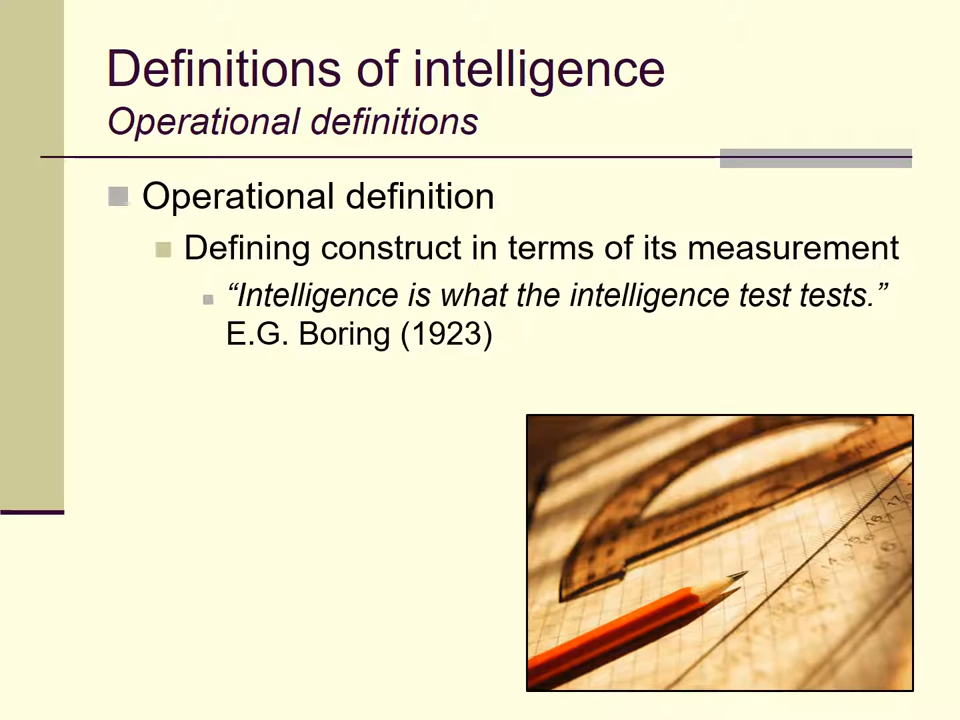 Definitions of intelligence
Operational definitions
Operational definition
Defining construct in terms of its measurement
“Intelligence is what the intelligence test tests.”
E.G. Boring (1923)